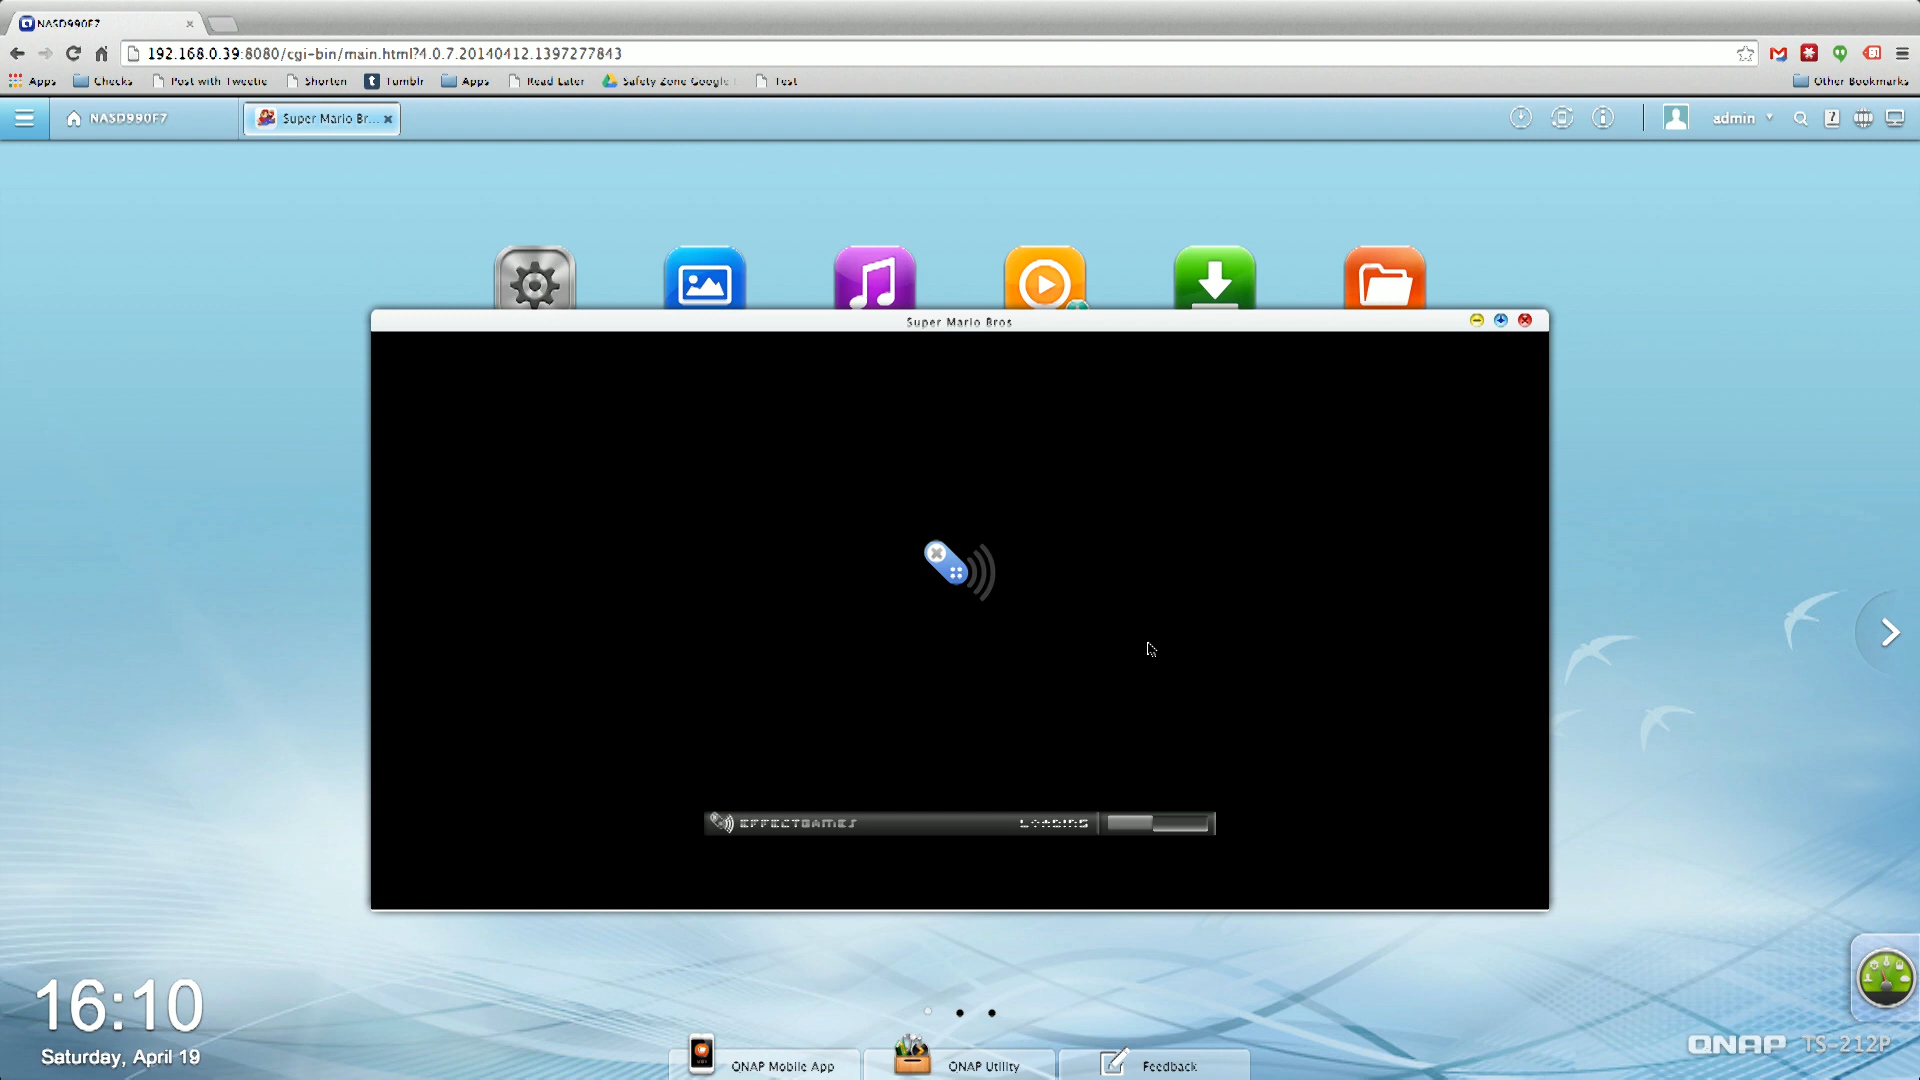 NASD990F7
192.168.0.39:8080/cgi-bin/main.html?4.0.7.20140412.1397277843
Apps Checks Post with Tweetie Shorten Tumblr Apps Read Later Safety Zone Google Test Other Bookmarks
NASD990F7 Super Mario Br... admin
Super Mario Bros
EFFECTGAMES LOADING
16:10
Saturday, April 19
QNAP TS-212P
QNAP Mobile App QNAP Utility Feedback